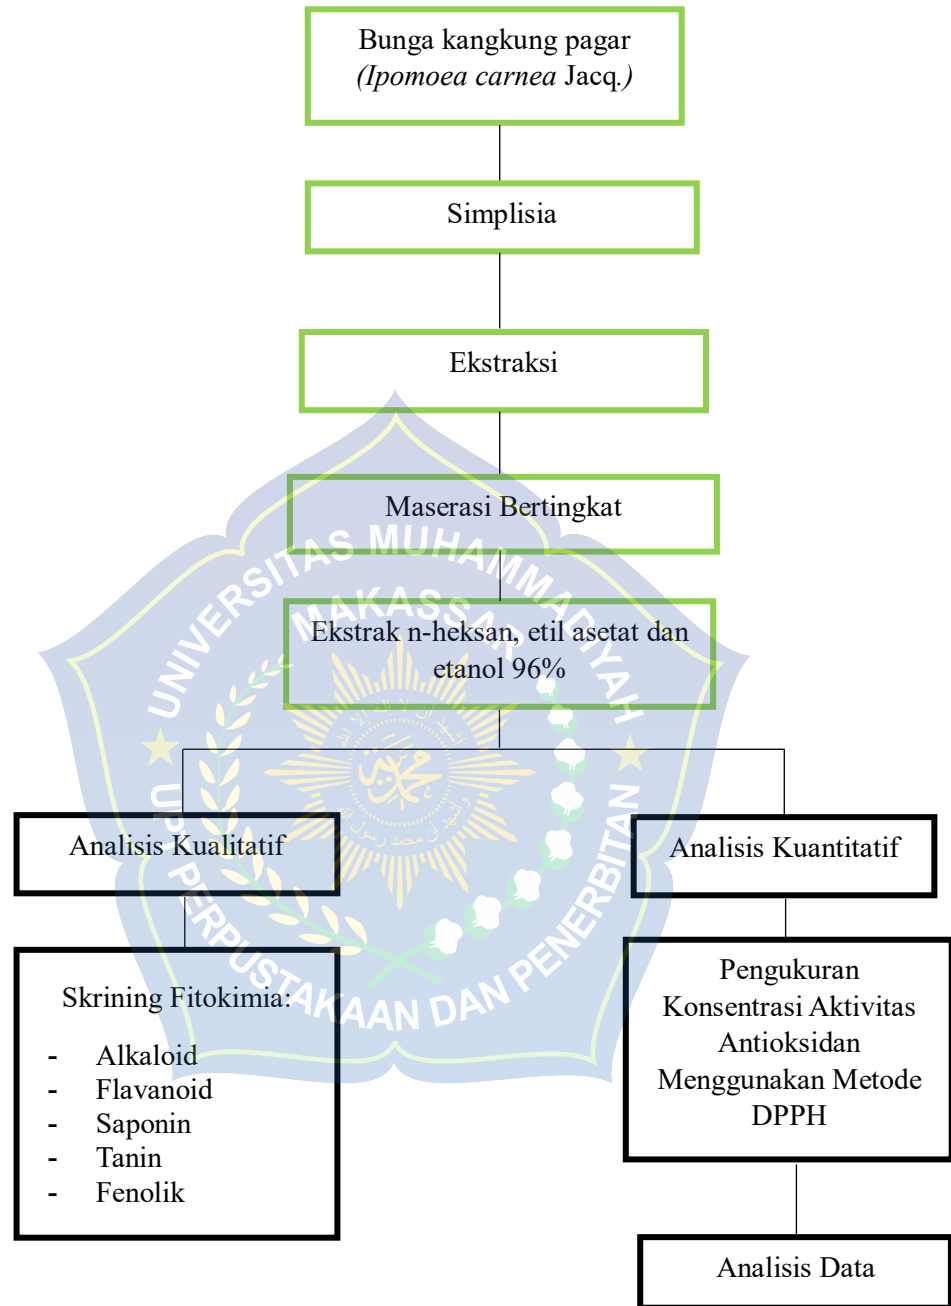 Bunga kangkung pagar
(Ipomoea carnea Jacq.)
Simplisia
Ekstraksi
Maserasi Bertingkat
Ekstrak n-heksan, etil asetat dan
etanol 96%
Analisis Kualitatif
Analisis Kuantitatif
Skrining Fitokimia:
- Alkaloid
- Flavanoid
- Saponin
- Tanin
- Fenolik
Pengukuran
Konsentrasi Aktivitas
Antioksidan
Menggunakan Metode
DPPH
Analisis Data
UNIVERSITAS MUHAMMADIYAH
MAKASSAR
UPT PERPUSTAKAAN DAN PENERBITAN